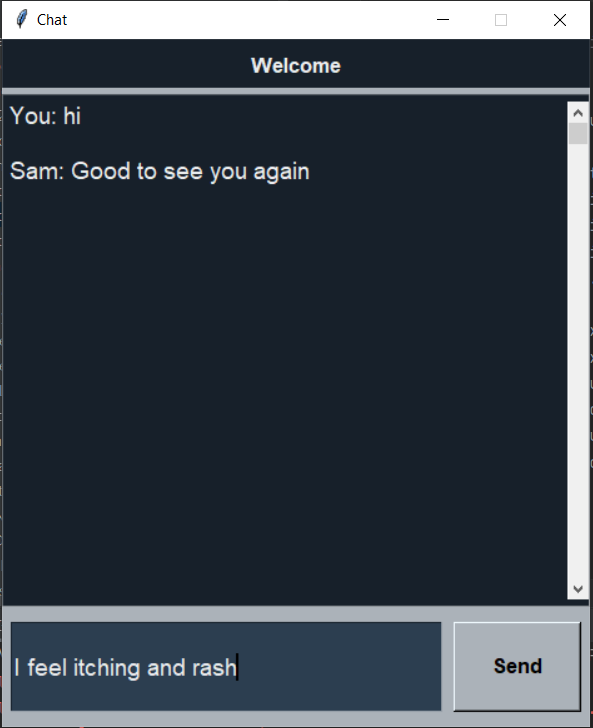 Chat
Welcome
You: hi
Sam: Good to see you again
I feel itching and rash
Send